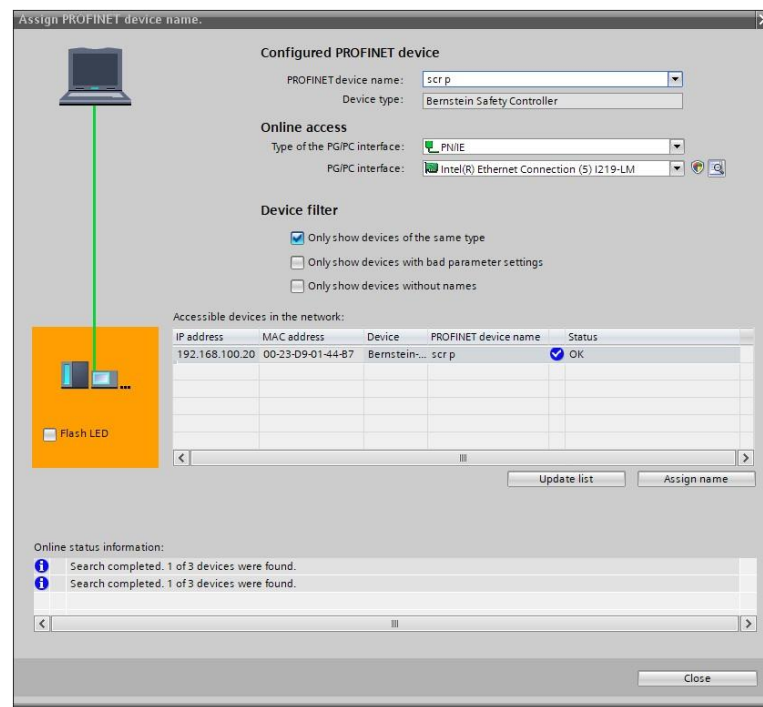 Assign PROFINET device name.
Configured PROFINET device
PROFINET device name: scr p
Device type: Bernstein Safety Controller
Online access
Type of the PG/PC interface: PN/IE
PG/PC interface: Intel(R) Ethernet Connection (5) I219-LM
Device filter
Only show devices of the same type
Only show devices with bad parameter settings
Only show devices without names
Accessible devices in the network:
IP address MAC address Device PROFINET device name Status
192.168.100.20 00-23-D9-01-44-B7 Bernstein-... scr p OK
Flash LED
Update list Assign name
Online status information:
Search completed. 1 of 3 devices were found.
Search completed. 1 of 3 devices were found.
Close